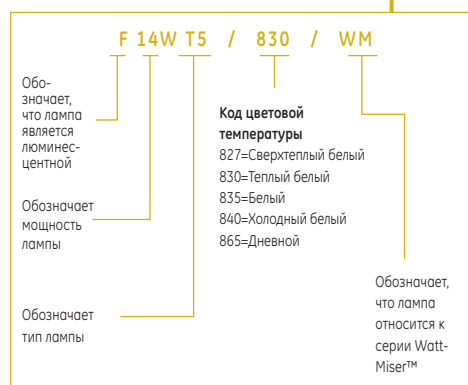 F 14W T5 / 830 / WM
Обо-
значает,
что лампа
является
люминес-
центной
Обозначает
мощность
лампы
Обозначает
тип лампы
Код цветовой
температуры
827=Сверхтеплый белый
830=Теплый белый
835=Белый
840=Холодный белый
865=Дневной
Обозначает,
что лампа
относится к
серии Watt-
Miser™